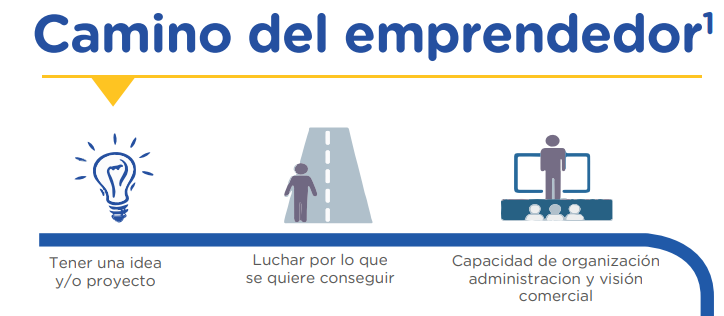 Camino del emprendedor¹
Tener una idea
y/o proyecto
Luchar por lo que
se quiere conseguir
Capacidad de organización
administracion y visión
comercial